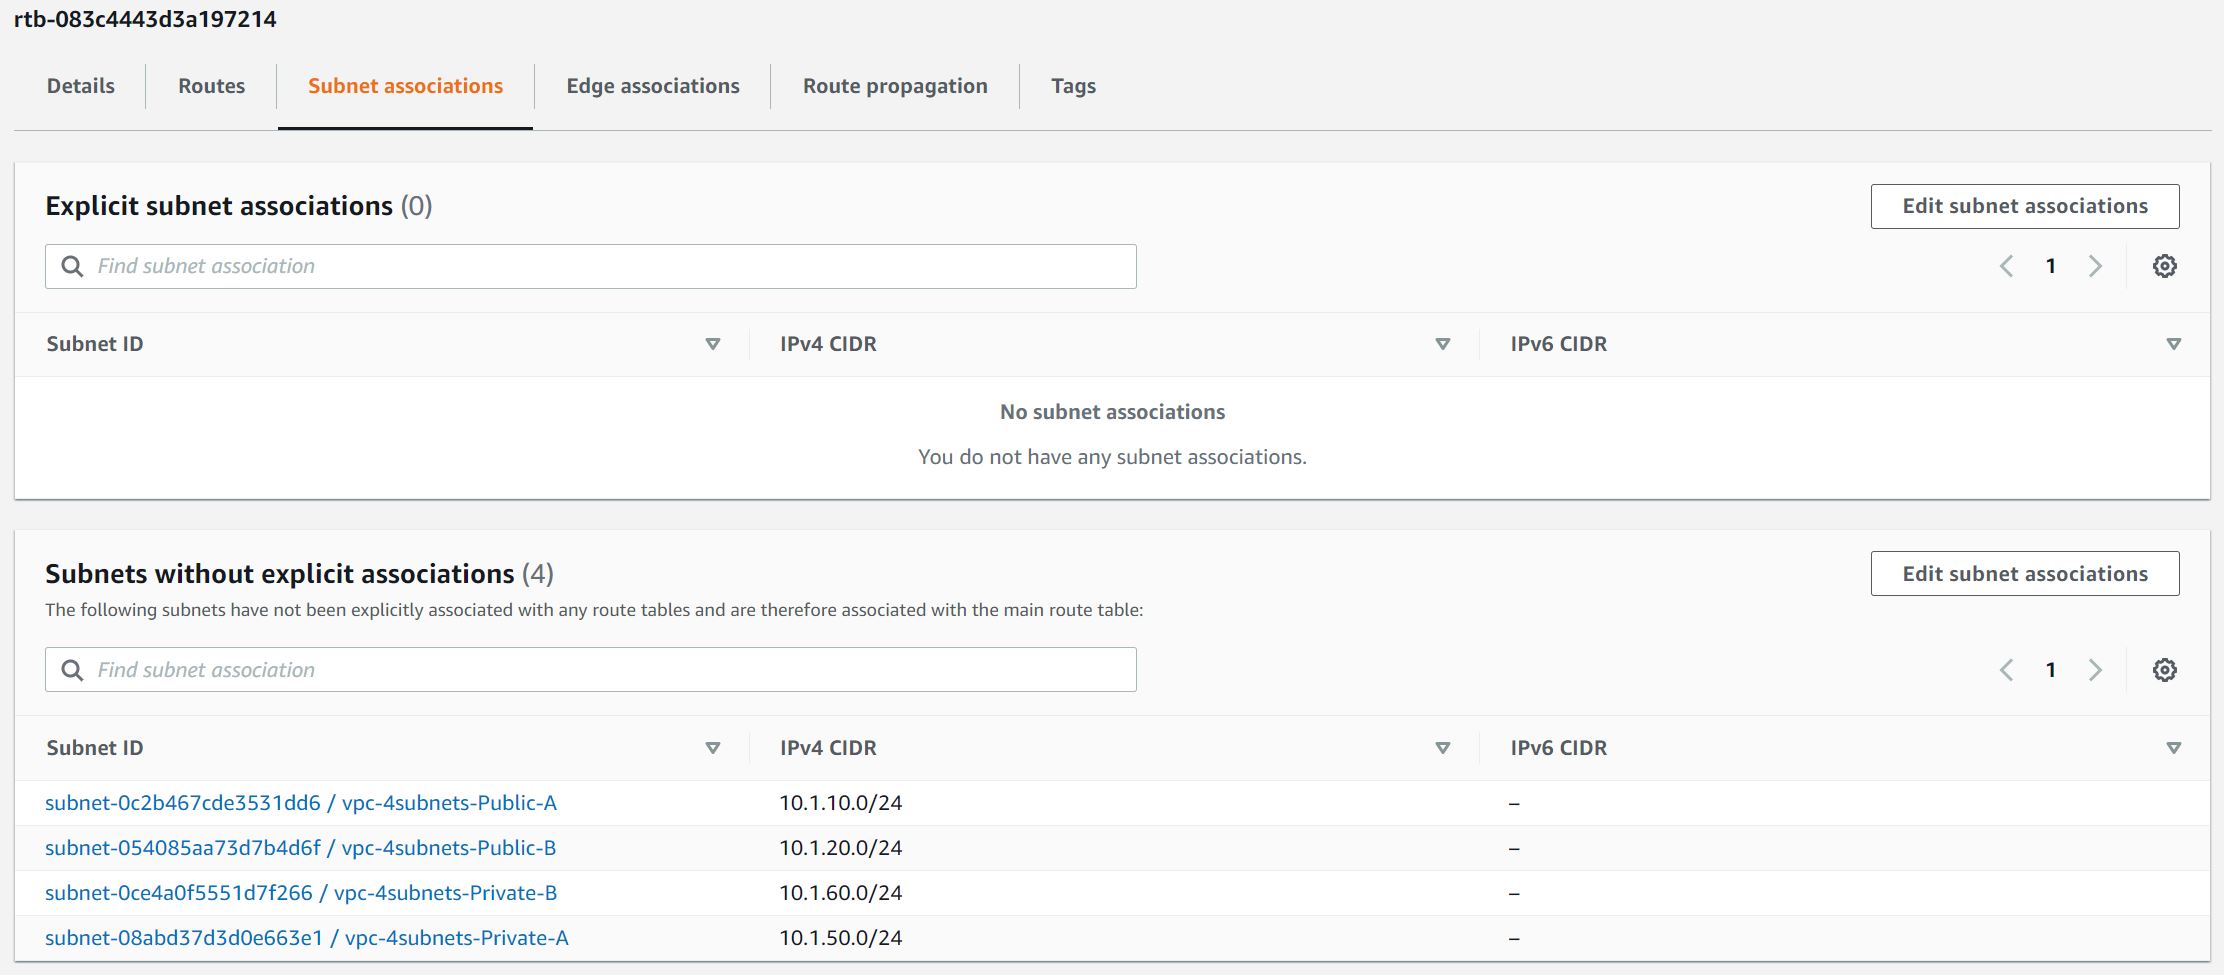 rtb-083c4443d3a197214
Details Routes Subnet associations Edge associations Route propagation Tags
Explicit subnet associations (0) Edit subnet associations
Find subnet association 1
Subnet ID IPv4 CIDR IPv6 CIDR
No subnet associations
You do not have any subnet associations.
Subnets without explicit associations (4) Edit subnet associations
The following subnets have not been explicitly associated with any route tables and are therefore associated with the main route table:
Find subnet association 1
Subnet ID IPv4 CIDR IPv6 CIDR
subnet-0c2b467cde3531dd6 / vpc-4subnets-Public-A 10.1.10.0/24 –
subnet-054085aa73d7b4d6f / vpc-4subnets-Public-B 10.1.20.0/24 –
subnet-0ce4a0f5551d7f266 / vpc-4subnets-Private-B 10.1.60.0/24 –
subnet-08abd37d3d0e663e1 / vpc-4subnets-Private-A 10.1.50.0/24 –